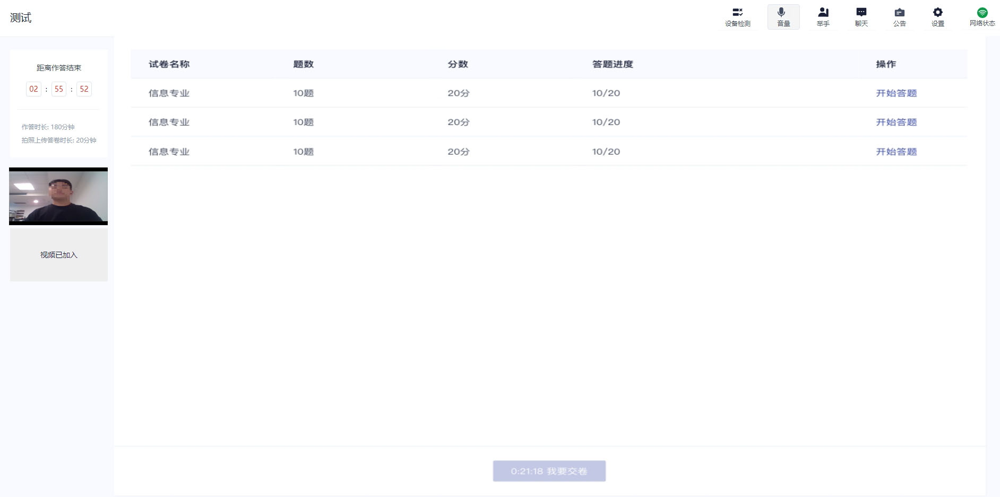 测试
设备检测
音量
举手
聊天
公告
设置
网络状态
距离作答结束
02 : 55 : 52
作答时长: 180分钟
拍照上传答卷时长: 20分钟
视频已加入
试卷名称 题数 分数 答题进度 操作
信息专业 10题 20分 10/20 开始答题
信息专业 10题 20分 10/20 开始答题
信息专业 10题 20分 10/20 开始答题
0:21:18 我要交卷